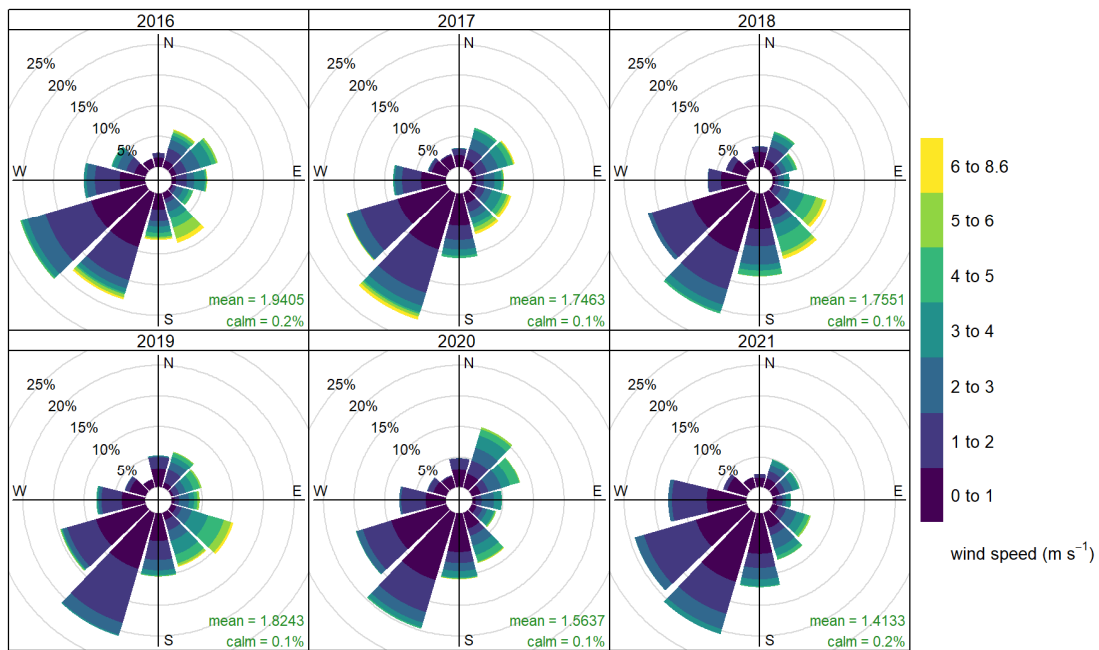 2016
2017
2018
N
25%
20%
15%
10%
5%
W
E
S
mean = 1.9405
calm = 0.2%
N
25%
20%
15%
10%
5%
W
E
S
mean = 1.7463
calm = 0.1%
N
25%
20%
15%
10%
5%
W
E
S
mean = 1.7551
calm = 0.1%
2019
2020
2021
N
25%
20%
15%
10%
5%
W
E
S
mean = 1.8243
calm = 0.1%
N
25%
20%
15%
10%
5%
W
E
S
mean = 1.5637
calm = 0.1%
N
25%
20%
15%
10%
5%
W
E
S
mean = 1.4133
calm = 0.2%
6 to 8.6
5 to 6
4 to 5
3 to 4
2 to 3
1 to 2
0 to 1
wind speed (m s⁻¹)